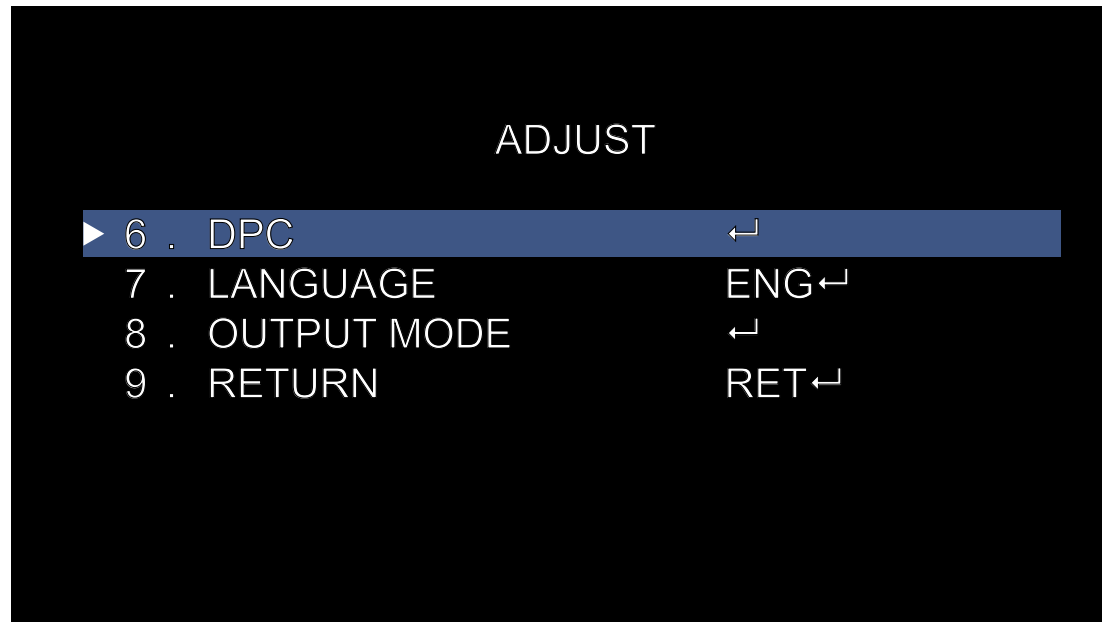 ADJUST
▶ 6 . DPC ↵
7 . LANGUAGE ENG↵
8 . OUTPUT MODE ↵
9 . RETURN RET↵